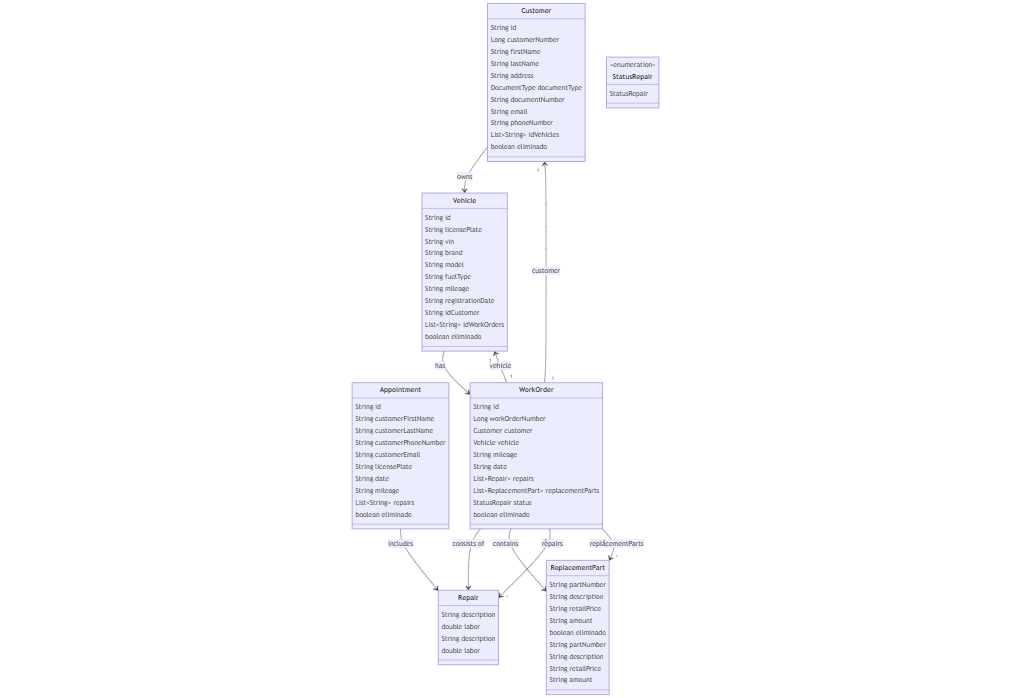 Customer
String id
Long customerNumber
String firstName
String lastName
String address
DocumentType documentType
String documentNumber
String email
String phoneNumber
List<String> idVehicles
boolean eliminado
«enumeration»
StatusRepair
StatusRepair
owns
1
Vehicle
String id
String licensePlate
String vin
String brand
String model
String fuelType
String mileage
String registrationDate
String idCustomer
List<String> idWorkOrders
boolean eliminado
customer
has
vehicle
Appointment
String id
String customerFirstName
String customerLastName
String customerPhoneNumber
String customerEmail
String licensePlate
String date
String mileage
List<String> repairs
boolean eliminado
WorkOrder
String id
Long workOrderNumber
Customer customer
Vehicle vehicle
String mileage
String date
List<Repair> repairs
List<ReplacementPart> replacementParts
StatusRepair status
boolean eliminado
includes
consists of
contains
repairs
replacementParts
Repair
String description
double labor
String description
double labor
ReplacementPart
String partNumber
String description
String retailPrice
String amount
boolean eliminado
String partNumber
String description
String retailPrice
String amount